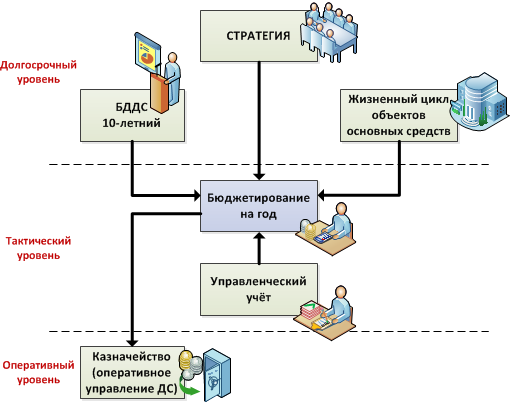 СТРАТЕГИЯ
Долгосрочный
уровень
БДДС
10-летний
Жизненный цикл
объектов
основных средств
Бюджетирование
на год
Тактический
уровень
Управленческий
учёт
Оперативный
уровень
Казначейство
(оперативное
управление ДС)